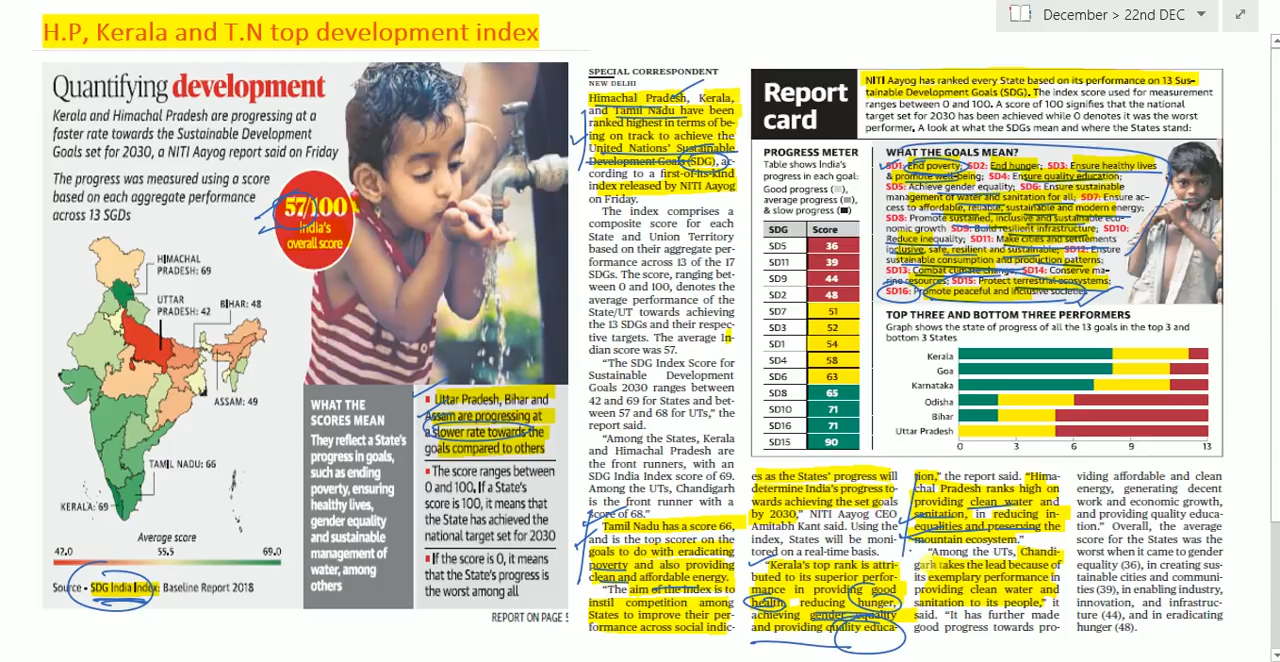 December > 22nd DEC
H.P, Kerala and T.N top development index
Quantifying development
Kerala and Himachal Pradesh are progressing at
a faster rate towards the Sustainable Development
Goals set for 2030, a NITI Aayog report said on Friday
The progress was measured using a score
based on each aggregate performance
across 13 SGDs
57/100
India's
overall score
HIMACHAL
PRADESH: 69
UTTAR
PRADESH: 42
BIHAR: 48
ASSAM: 49
TAMIL NADU: 66
KERALA: 69
Average score
42.0 55.5 69.0
Source • SDG India Index: Baseline Report 2018
WHAT THE
SCORES MEAN
They reflect a State's
progress in goals,
such as ending
poverty, ensuring
healthy lives,
gender equality
and sustainable
management of
water, among
others
Uttar Pradesh, Bihar and
Assam are progressing at
a slower rate towards the
goals compared to others
The score ranges between
0 and 100. If a State's
score is 100, it means that
the State has achieved the
national target set for 2030
If the score is 0, it means
that the State's progress is
the worst among all
REPORT ON PAGE 5
SPECIAL CORRESPONDENT
NEW DELHI
Himachal Pradesh, Kerala,
and Tamil Nadu have been
ranked highest in terms of be-
ing on track to achieve the
United Nations' Sustainable
Development Goals (SDG), ac-
cording to a first-of-its-kind
index released by NITI Aayog
on Friday.
The index comprises a
composite score for each
State and Union Territory
based on their aggregate per-
formance across 13 of the 17
SDGs. The score, ranging bet-
ween 0 and 100, denotes the
average performance of the
State/UT towards achieving
the 13 SDGs and their respec-
tive targets. The average In-
dian score was 57.
"The SDG Index Score for
Sustainable Development
Goals 2030 ranges between
42 and 69 for States and bet-
ween 57 and 68 for UTs," the
report said.
"Among the States, Kerala
and Himachal Pradesh are
the front runners, with an
SDG India Index score of 69.
Among the UTs, Chandigarh
is the front runner with a
score of 68."
Tamil Nadu has a score 66,
and is the top scorer on the
goals to do with eradicating
poverty and also providing
clean and affordable energy.
"The aim of the index is to
instil competition among
States to improve their per-
formance across social indic-
Report
card
NITI Aayog has ranked every State based on its performance on 13 Sus-
tainable Development Goals (SDG). The index score used for measurement
ranges between 0 and 100. A score of 100 signifies that the national
target set for 2030 has been achieved while 0 denotes it was the worst
performer. A look at what the SDGs mean and where the States stand:
PROGRESS METER
Table shows India's
progress in each goal:
Good progress (■),
average progress (■),
& slow progress (■)
SDG Score
SD5 36
SD11 39
SD9 44
SD2 48
SD7 51
SD3 52
SD1 54
SD4 58
SD6 63
SD8 65
SD10 71
SD16 71
SD15 90
WHAT THE GOALS MEAN?
SD1: End poverty; SD2: End hunger; SD3: Ensure healthy lives
& promote well-being; SD4: Ensure quality education;
SD5: Achieve gender equality; SD6: Ensure sustainable
management of water and sanitation for all; SD7: Ensure ac-
cess to affordable, reliable, sustainable and modern energy;
SD8: Promote sustained, inclusive and sustainable eco-
nomic growth SD9: Build resilient infrastructure; SD10:
Reduce inequality; SD11: Make cities and settlements
inclusive, safe, resilient and sustainable; SD12: Ensure
sustainable consumption and production patterns;
SD13: Combat climate change; SD14: Conserve ma-
rine resources; SD15: Protect terrestrial ecosystems;
SD16: Promote peaceful and inclusive societies
TOP THREE AND BOTTOM THREE PERFORMERS
Graph shows the state of progress of all the 13 goals in the top 3 and
bottom 3 States
Kerala
Goa
Karnataka
Odisha
Bihar
Uttar Pradesh
0 3 6 9 13
es as the States' progress will
determine India's progress to-
wards achieving the set goals
by 2030," NITI Aayog CEO
Amitabh Kant said. Using the
index, States will be moni-
tored on a real-time basis.
"Kerala's top rank is attri-
buted to its superior perfor-
mance in providing good
health, reducing hunger,
achieving gender equality
and providing quality educa-
tion," the report said. "Hima-
chal Pradesh ranks high on
providing clean water and
sanitation, in reducing in-
equalities and preserving the
mountain ecosystem."
"Among the UTs, Chandi-
garh takes the lead because of
its exemplary performance in
providing clean water and
sanitation to its people," it
said. "It has further made
good progress towards pro-
viding affordable and clean
energy, generating decent
work and economic growth,
and providing quality educa-
tion." Overall, the average
score for the States was the
worst when it came to gender
equality (36), in creating sus-
tainable cities and communi-
ties (39), in enabling industry,
innovation, and infrastruc-
ture (44), and in eradicating
hunger (48).